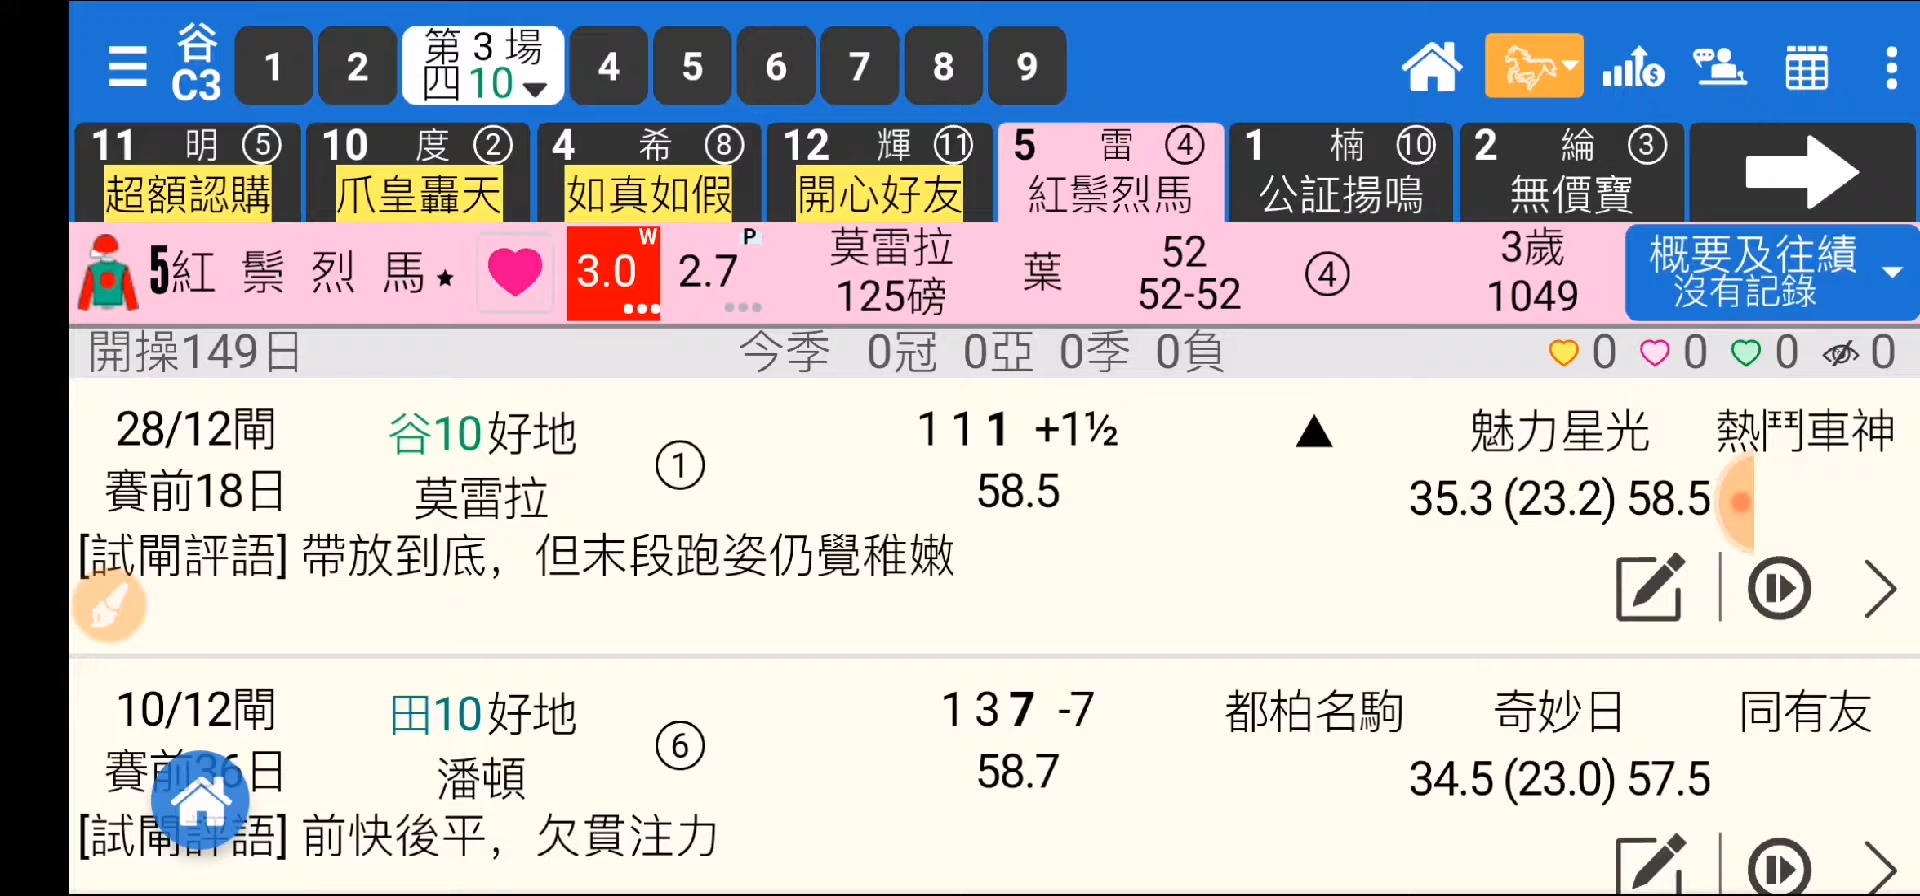 谷 C3 1 2 第 3 場 四 10 4 5 6 7 8 9
11 明 ⑤ 10 度 ② 4 希 ⑧ 12 輝 ⑪ 5 雷 ④ 1 楠 ⑩ 2 綸 ③
超額認購 爪皇轟天 如真如假 開心好友 紅鬃烈馬 公証揚鳴 無價寶
5紅鬃烈馬★ 3.0 W 2.7 P 莫雷拉 125磅 葉 52 52-52 ④ 3歲 1049 概要及往績 沒有記錄
開操149日 今季 0冠 0亞 0季 0負 0 0 0 0
28/12閘 谷10好地 ① 1 1 1 +1½ ▲ 魅力星光 熱鬥車神
賽前18日 莫雷拉 58.5 35.3 (23.2) 58.5
[試閘評語] 帶放到底，但末段跑姿仍覺稚嫩
10/12閘 田10好地 ⑥ 1 3 7 -7 都柏名駒 奇妙日 同有友
賽前36日 潘頓 58.7 34.5 (23.0) 57.5
[試閘評語] 前快後平，欠貫注力